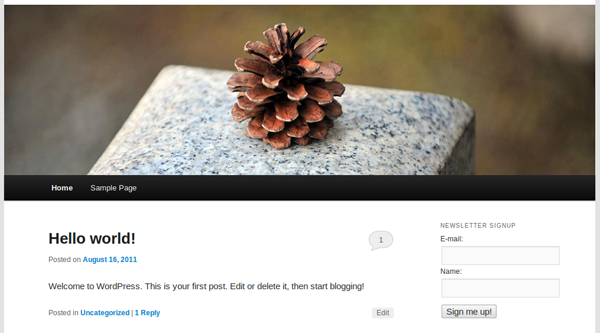 Home Sample Page
Hello world!
1
Posted on August 16, 2011
Welcome to WordPress. This is your first post. Edit or delete it, then start blogging!
Posted in Uncategorized | 1 Reply
Edit
NEWSLETTER SIGNUP
E-mail:
Name:
Sign me up!